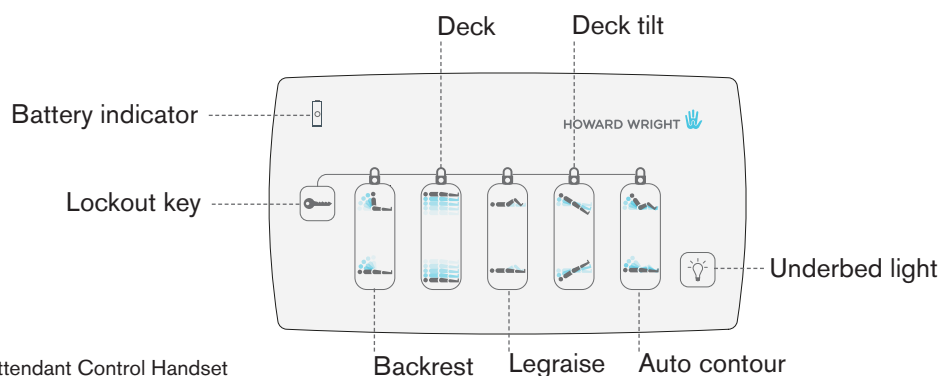 Deck
Deck tilt
Battery indicator
HOWARD WRIGHT
Lockout key
Underbed light
ttendant Control Handset
Backrest
Legraise
Auto contour